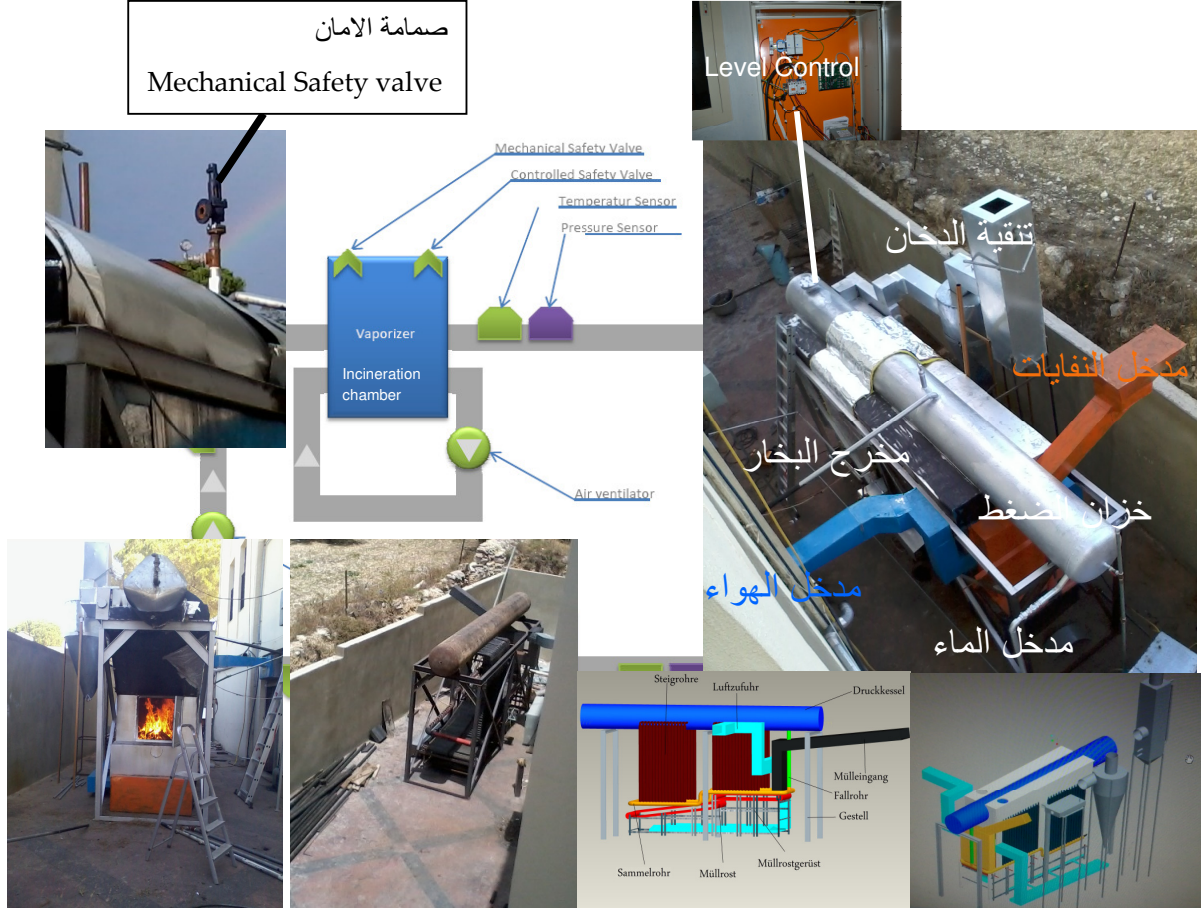 صمامة الامان
Mechanical Safety valve
Level Control
Mechanical Safety Valve
Controlled Safety Valve
Temperatur Sensor
Pressure Sensor
Vaporizer
Incineration
chamber
Air ventilator
تنقية الدخان
مدخل النفايات
مخرج البخار
خزان الضغط
مدخل الهواء
مدخل الماء
Steigrohre
Luftzufuhr
Druckkessel
Mülleingang
Fallrohr
Gestell
Müllrostgerüst
Müllrost
Sammelrohr